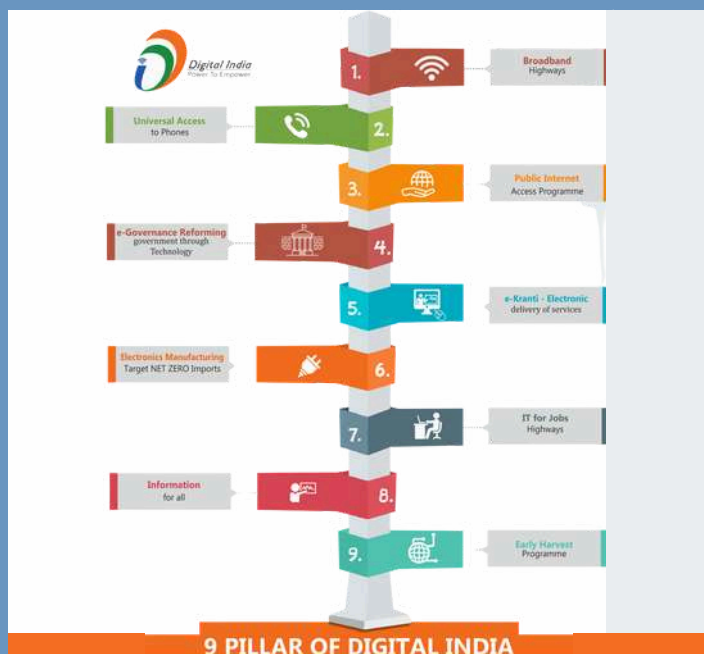 Digital India
Power To Empower
1.
Broadband
Highways
Universal Access
to Phones
2.
3.
Public Internet
Access Programme
e-Governance Reforming
government through
Technology
4.
5.
e-Kranti - Electronic
delivery of services
Electronics Manufacturing
Target NET ZERO Imports
6.
7.
IT for Jobs
Highways
Information
for all
8.
9.
Early Harvest
Programme
9 PILLAR OF DIGITAL INDIA